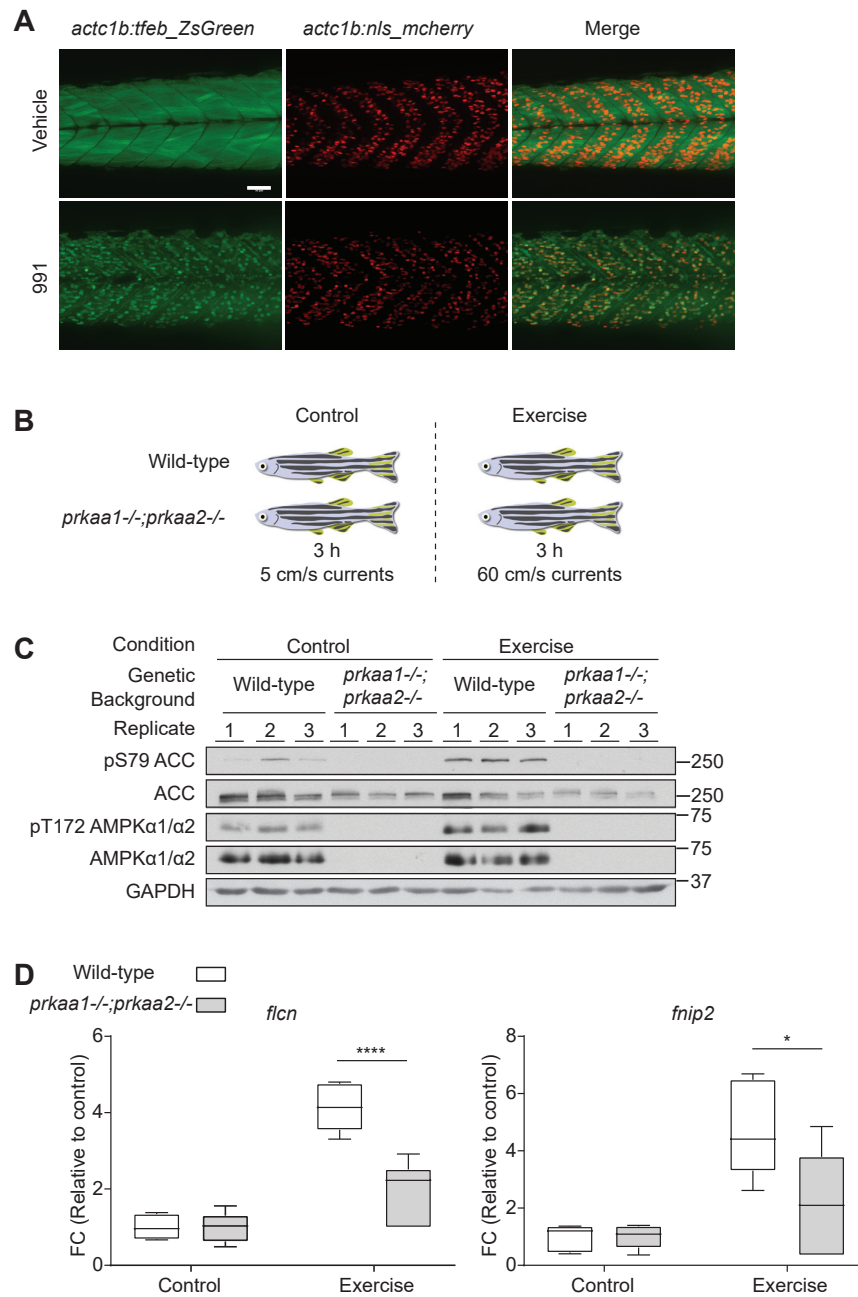 A
actc1b:tfeb_ZsGreen actc1b:nls_mcherry Merge
Vehicle
991
B
Control Exercise
Wild-type
prkaa1-/-;prkaa2-/-
3 h 3 h
5 cm/s currents 60 cm/s currents
C
Condition Control Exercise
Genetic Background Wild-type prkaa1-/-; prkaa2-/- Wild-type prkaa1-/-; prkaa2-/-
Replicate 1 2 3 1 2 3 1 2 3 1 2 3
pS79 ACC 250
ACC 250
75
pT172 AMPKα1/α2
75
AMPKα1/α2
37
GAPDH
D
Wild-type
prkaa1-/-;prkaa2-/-
flcn
FC (Relative to control)
6
4
2
0
****
Control Exercise
fnip2
FC (Relative to control)
8
6
4
2
0
*
Control Exercise